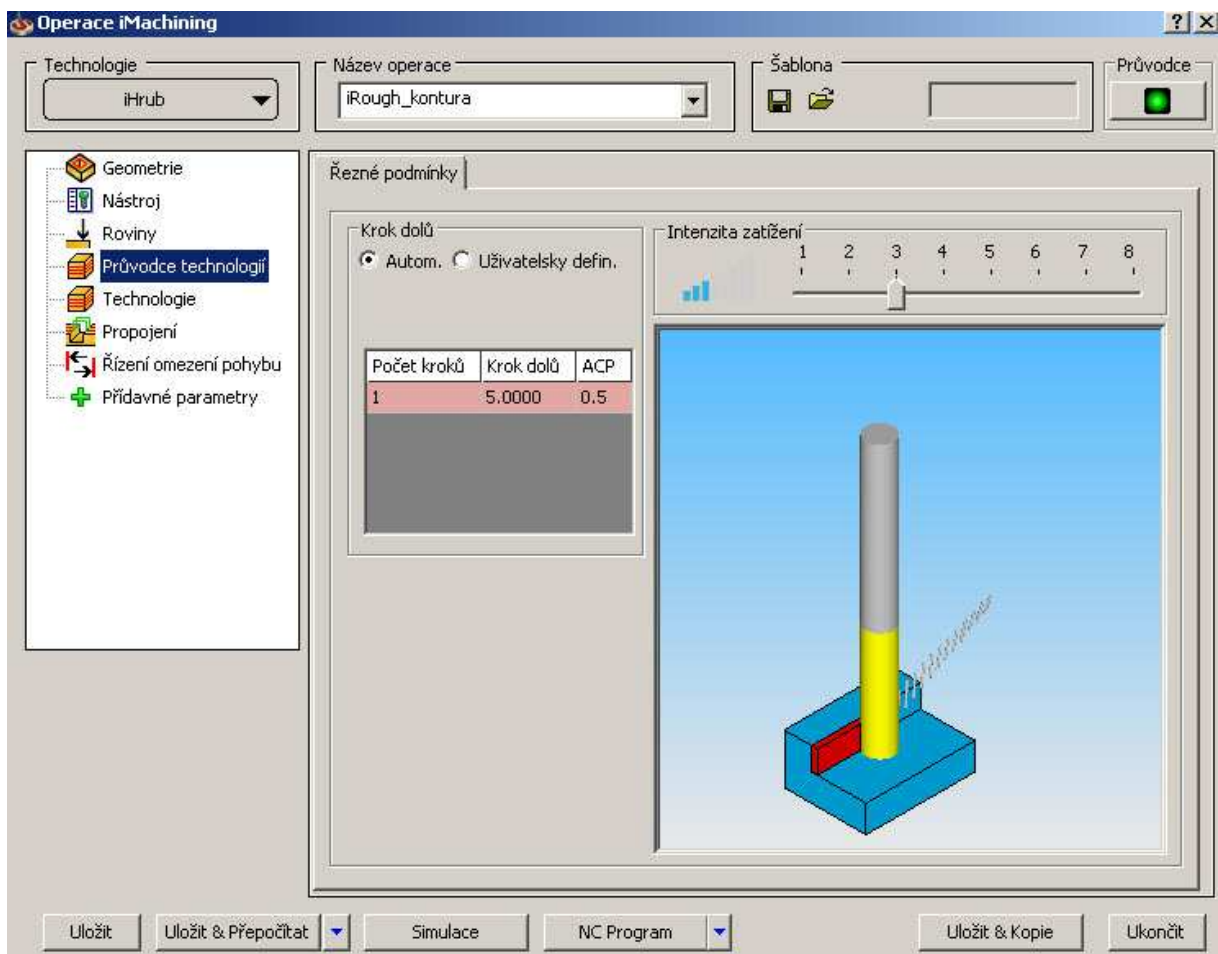 Operace iMachining
Technologie
iHrub
Název operace
iRough_kontura
Šablona
Průvodce
Geometrie
Nástroj
Roviny
Průvodce technologií
Technologie
Propojení
Řízení omezení pohybu
Přídavné parametry
Řezné podmínky
Krok dolů
Autom. Uživatelsky defin.
Počet kroků Krok dolů ACP
1 5.0000 0.5
Intenzita zatížení
1 2 3 4 5 6 7 8
Uložit Uložit & Přepočítat Simulace NC Program Uložit & Kopie Ukončit